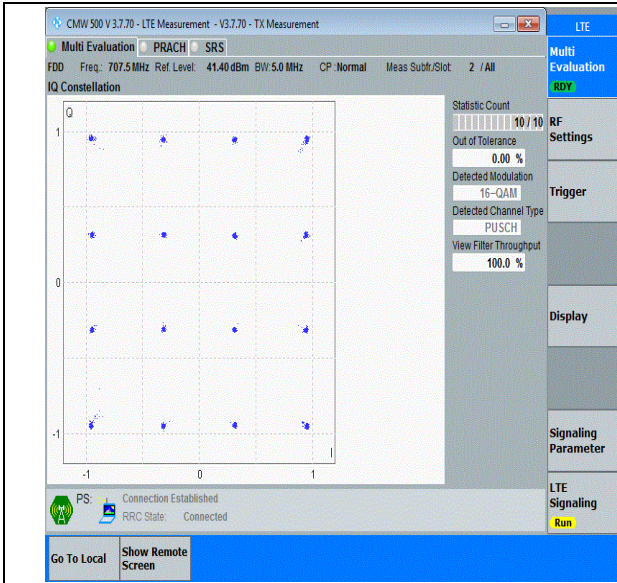 CMW 500 V 3.7.70 - LTE Measurement - V3.7.70 - TX Measurement
LTE
Multi Evaluation PRACH SRS
Multi
Evaluation
RDY
FDD Freq.: 707.5 MHz Ref. Level: 41.40 dBm BW: 5.0 MHz CP :Normal Meas Subfr./Slot: 2 / All
IQ Constellation
Q
1
0
-1
-1 0 1
I
Statistic Count
10 / 10
Out of Tolerance
0.00 %
Detected Modulation
16-QAM
Detected Channel Type
PUSCH
View Filter Throughput
100.0 %
RF
Settings
Trigger
Display
Signaling
Parameter
LTE
Signaling
Run
PS: Connection Established
RRC State: Connected
Go To Local
Show Remote
Screen